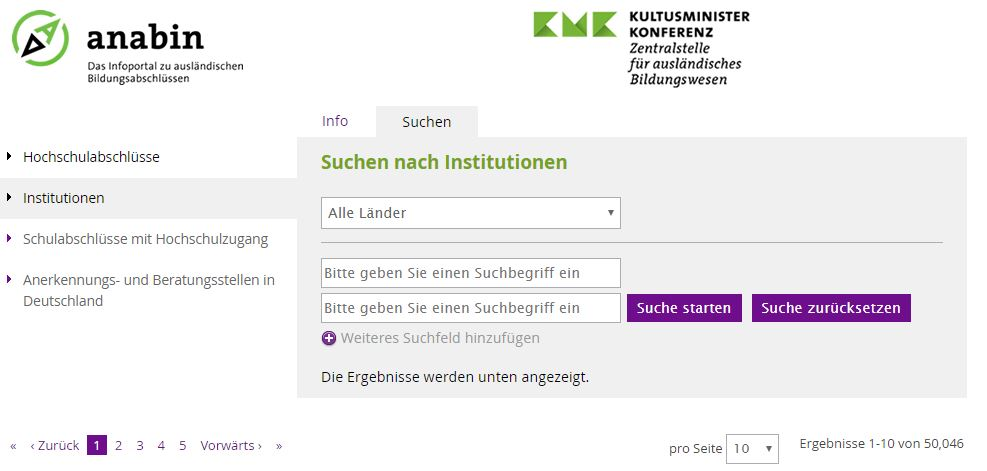 anabin
Das Infoportal zu ausländischen
Bildungsabschlüssen
KMK KULTUSMINISTER
KONFERENZ
Zentralstelle
für ausländisches
Bildungswesen
Info
Suchen
Hochschulabschlüsse
Institutionen
Schulabschlüsse mit Hochschulzugang
Anerkennungs- und Beratungsstellen in
Deutschland
Suchen nach Institutionen
Alle Länder
Bitte geben Sie einen Suchbegriff ein
Bitte geben Sie einen Suchbegriff ein Suche starten Suche zurücksetzen
Weiteres Suchfeld hinzufügen
Die Ergebnisse werden unten angezeigt.
« ‹ Zurück 1 2 3 4 5 Vorwärts › » pro Seite 10 Ergebnisse 1-10 von 50,046